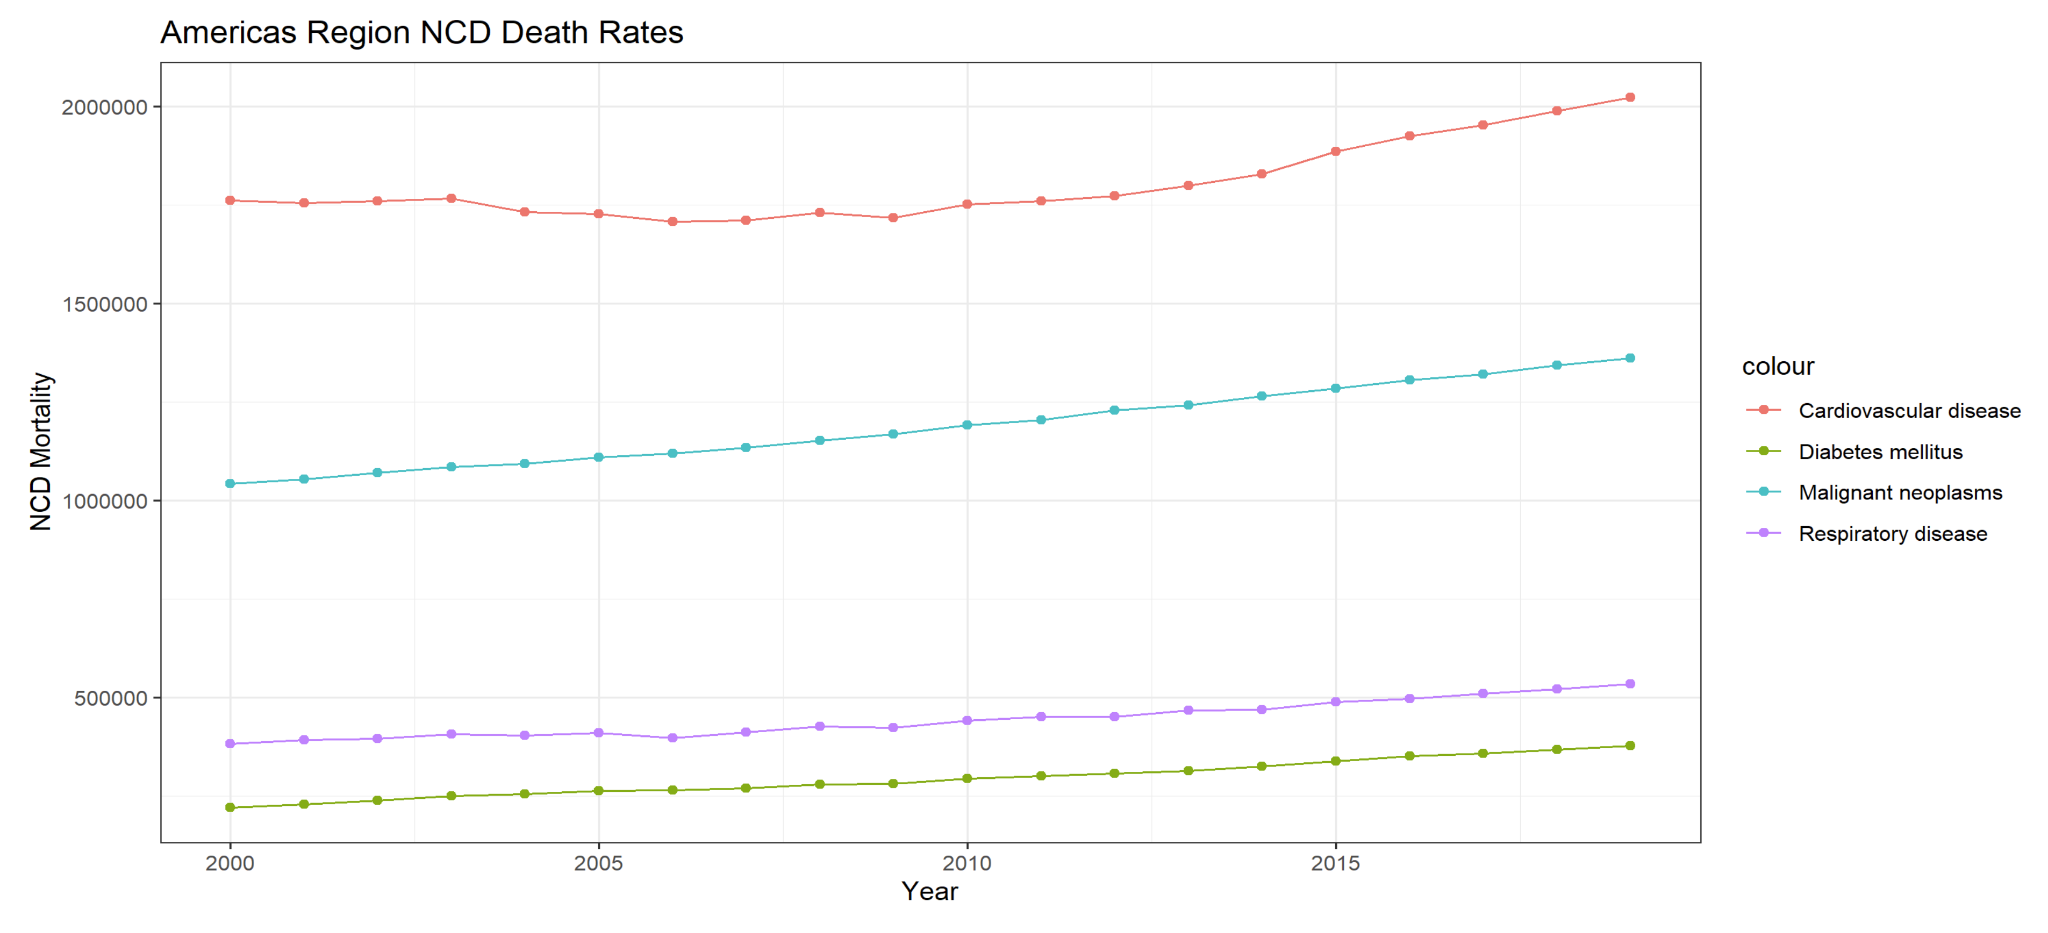 Americas Region NCD Death Rates
2000000
1500000
1000000
500000
NCD Mortality
2000
2005
2010
2015
Year
colour
Cardiovascular disease
Diabetes mellitus
Malignant neoplasms
Respiratory disease